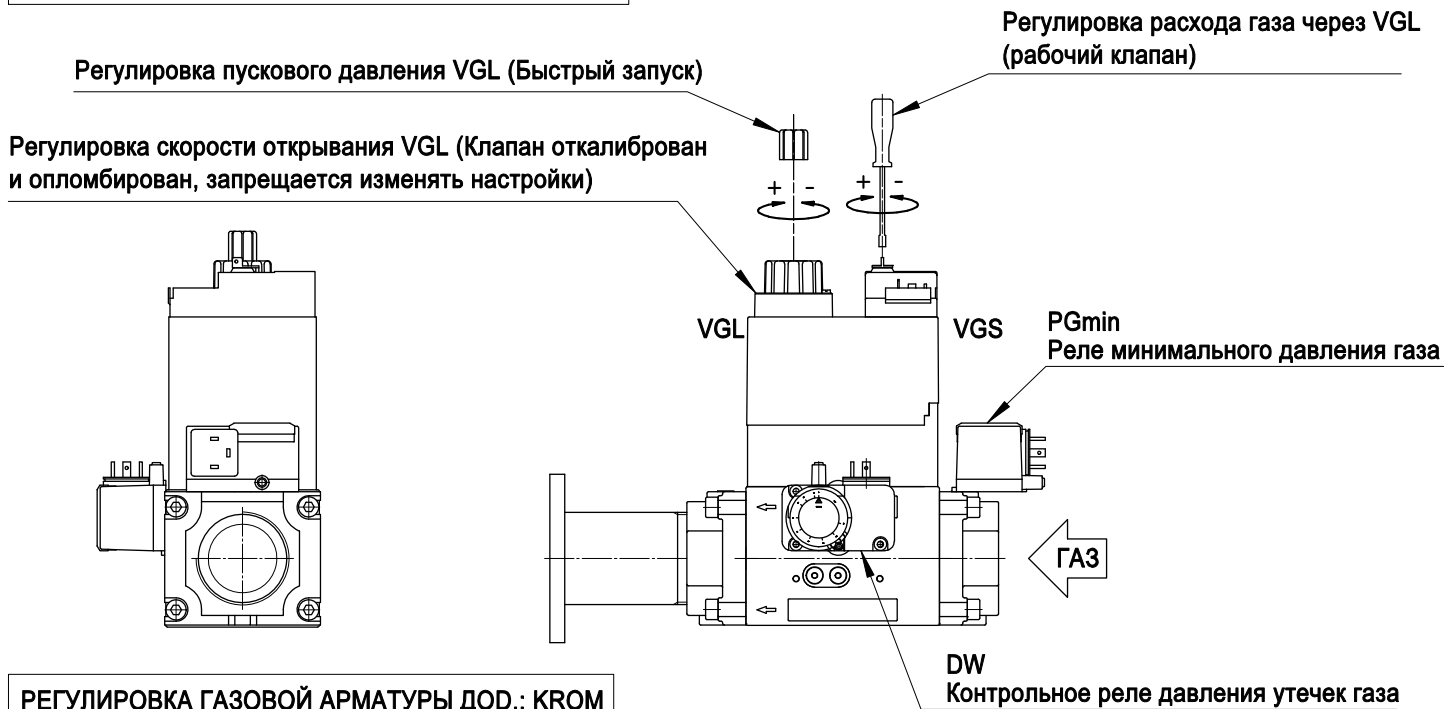 Регулировка расхода газа через VGL
(рабочий клапан)
Регулировка пускового давления VGL (Быстрый запуск)
Регулировка скорости открывания VGL (Клапан откалиброван
и опломбирован, запрещается изменять настройки)
+ -
+ -
VGL
VGS
PGmin
Реле минимального давления газа
ГАЗ
DW
Контрольное реле давления утечек газа
РЕГУЛИРОВКА ГАЗОВОЙ АРМАТУРЫ ДОД.: KROM